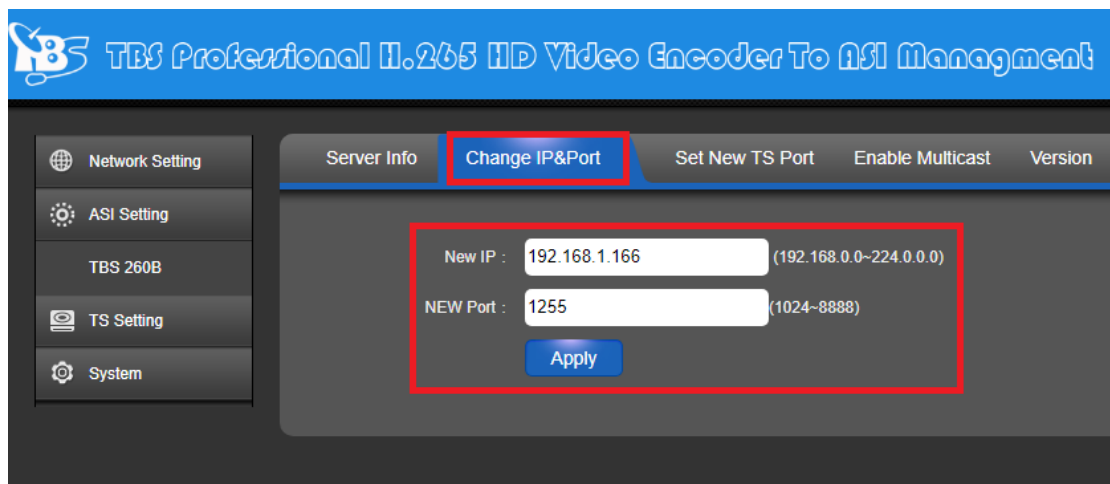 TBS TBS Professional H.265 HD Video Encoder To ASI Managment
Network Setting
ASI Setting
TBS 260B
TS Setting
System
Server Info Change IP&Port Set New TS Port Enable Multicast Version
New IP : 192.168.1.166 (192.168.0.0~224.0.0.0)
NEW Port : 1255 (1024~8888)
Apply